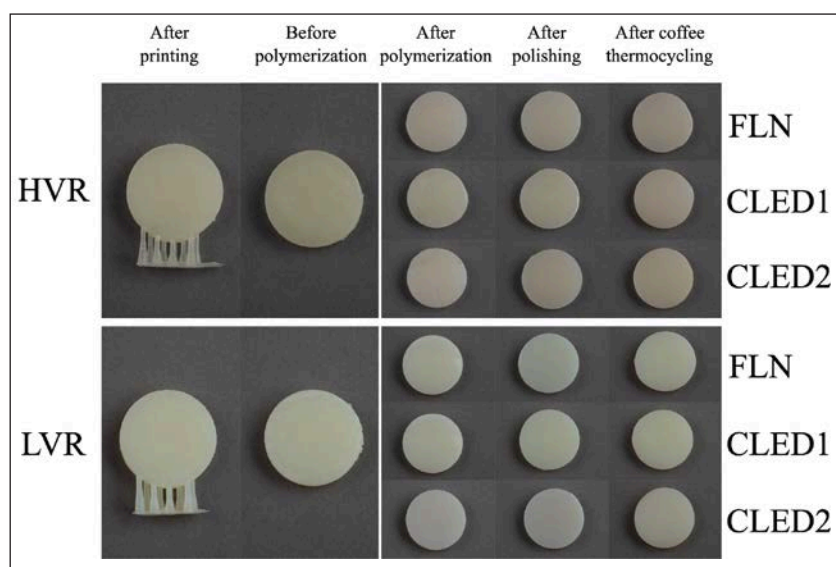 After printing
Before polymerization
After polymerization
After polishing
After coffee thermocycling
HVR
FLN
CLED1
CLED2
LVR
FLN
CLED1
CLED2